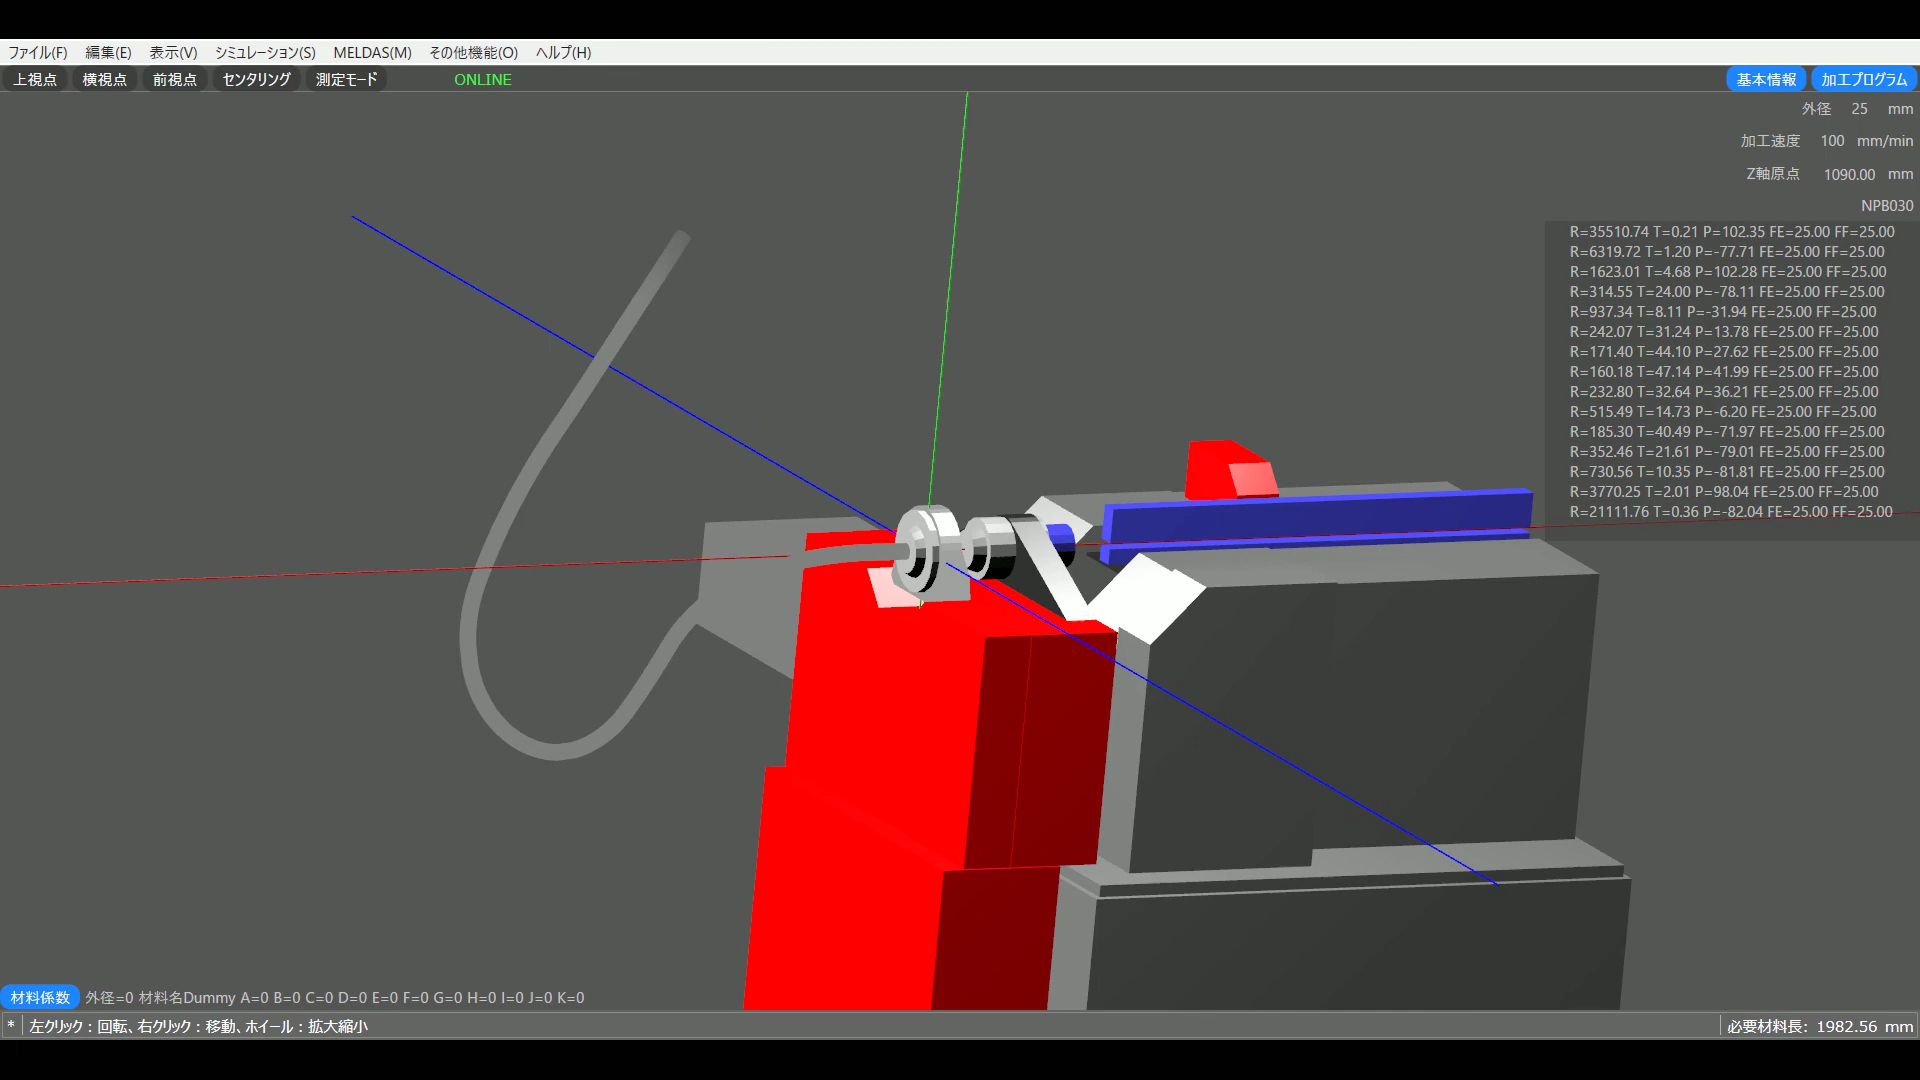 ファイル(F) 編集(E) 表示(V) シミュレーション(S) MELDAS(M) その他機能(O) ヘルプ(H)
上視点 横視点 前視点 センタリング 測定モード ONLINE 基本情報 加工プログラム
外径 25 mm
加工速度 100 mm/min
Z軸原点 1090.00 mm
NPB030
R=35510.74 T=0.21 P=102.35 FE=25.00 FF=25.00
R=6319.72 T=1.20 P=-77.71 FE=25.00 FF=25.00
R=1623.01 T=4.68 P=102.28 FE=25.00 FF=25.00
R=314.55 T=24.00 P=-78.11 FE=25.00 FF=25.00
R=937.34 T=8.11 P=-31.94 FE=25.00 FF=25.00
R=242.07 T=31.24 P=13.78 FE=25.00 FF=25.00
R=171.40 T=44.10 P=27.62 FE=25.00 FF=25.00
R=160.18 T=47.14 P=41.99 FE=25.00 FF=25.00
R=232.80 T=32.64 P=36.21 FE=25.00 FF=25.00
R=515.49 T=14.73 P=-6.20 FE=25.00 FF=25.00
R=185.30 T=40.49 P=-71.97 FE=25.00 FF=25.00
R=352.46 T=21.61 P=-79.01 FE=25.00 FF=25.00
R=730.56 T=10.35 P=-81.81 FE=25.00 FF=25.00
R=3770.25 T=2.01 P=98.04 FE=25.00 FF=25.00
R=21111.76 T=0.36 P=-82.04 FE=25.00 FF=25.00
材料係数 外径=0 材料名Dummy A=0 B=0 C=0 D=0 E=0 F=0 G=0 H=0 I=0 J=0 K=0
* 左クリック：回転、右クリック：移動、ホイール：拡大縮小 必要材料長: 1982.56 mm